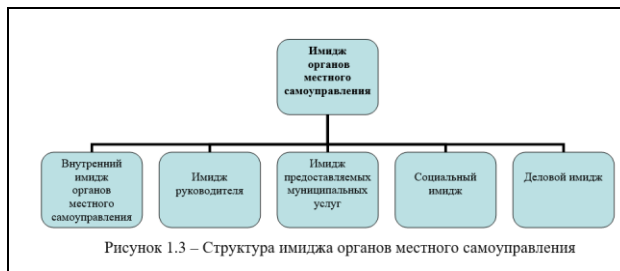 Имидж
органов
местного
самоуправления
Внутренний
имидж
органов
местного
самоуправления
Имидж
руководителя
Имидж
предоставляемых
муниципальных
услуг
Социальный
имидж
Деловой имидж
Рисунок 1.3 – Структура имиджа органов местного самоуправления